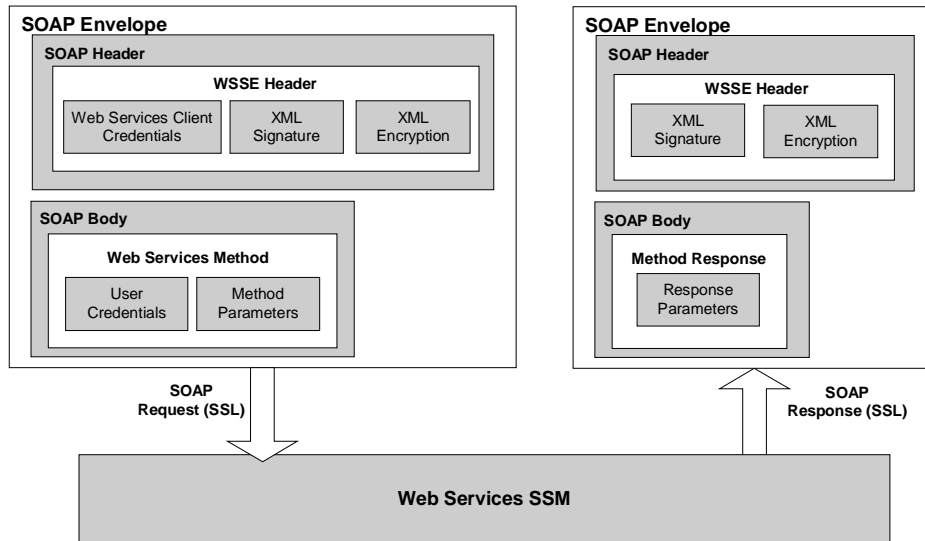 SOAP Envelope
SOAP Header
WSSE Header
Web Services Client
Credentials
XML
Signature
XML
Encryption
SOAP Body
Web Services Method
User
Credentials
Method
Parameters
SOAP
Request (SSL)
SOAP Envelope
SOAP Header
WSSE Header
XML
Signature
XML
Encryption
SOAP Body
Method Response
Response
Parameters
SOAP
Response (SSL)
Web Services SSM